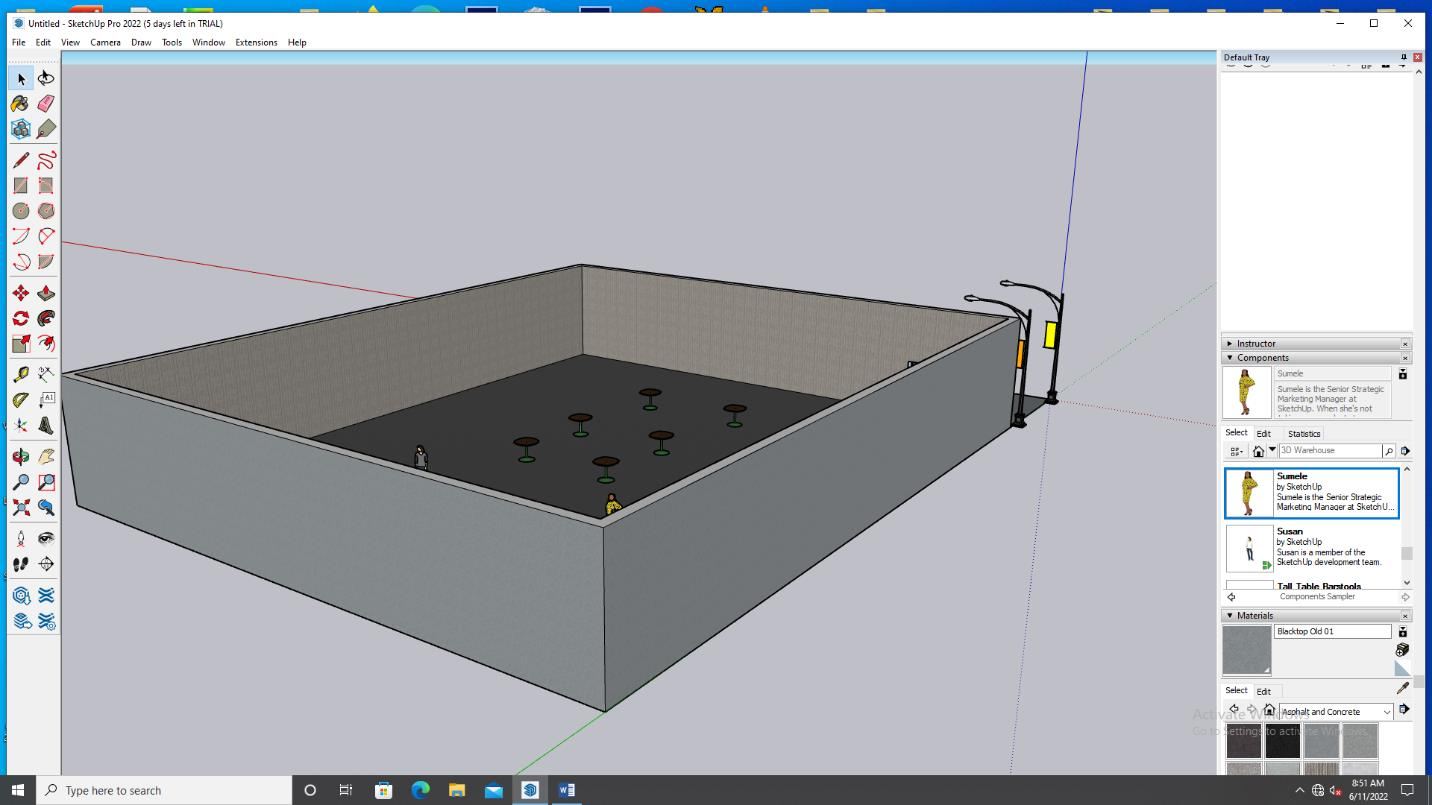 Untitled - SketchUp Pro 2022 (5 days left in TRIAL)
File Edit View Camera Draw Tools Window Extensions Help
Default Tray
A1
Instructor
Components
Sumele
Sumele is the Senior Strategic
Marketing Manager at
SketchUp. When she's not
Select Edit Statistics
3D Warehouse
Sumele
by SketchUp
Sumele is the Senior Strategic
Marketing Manager at SketchU...
Susan
by SketchUp
Susan is a member of the
SketchUp development team.
Tall Table Barstools
Components Sampler
Materials
Blacktop Old 01
Select Edit
Asphalt and Concrete
Activate Windows
Go to Settings to activate Windows.
Type here to search
8:51 AM
6/11/2022